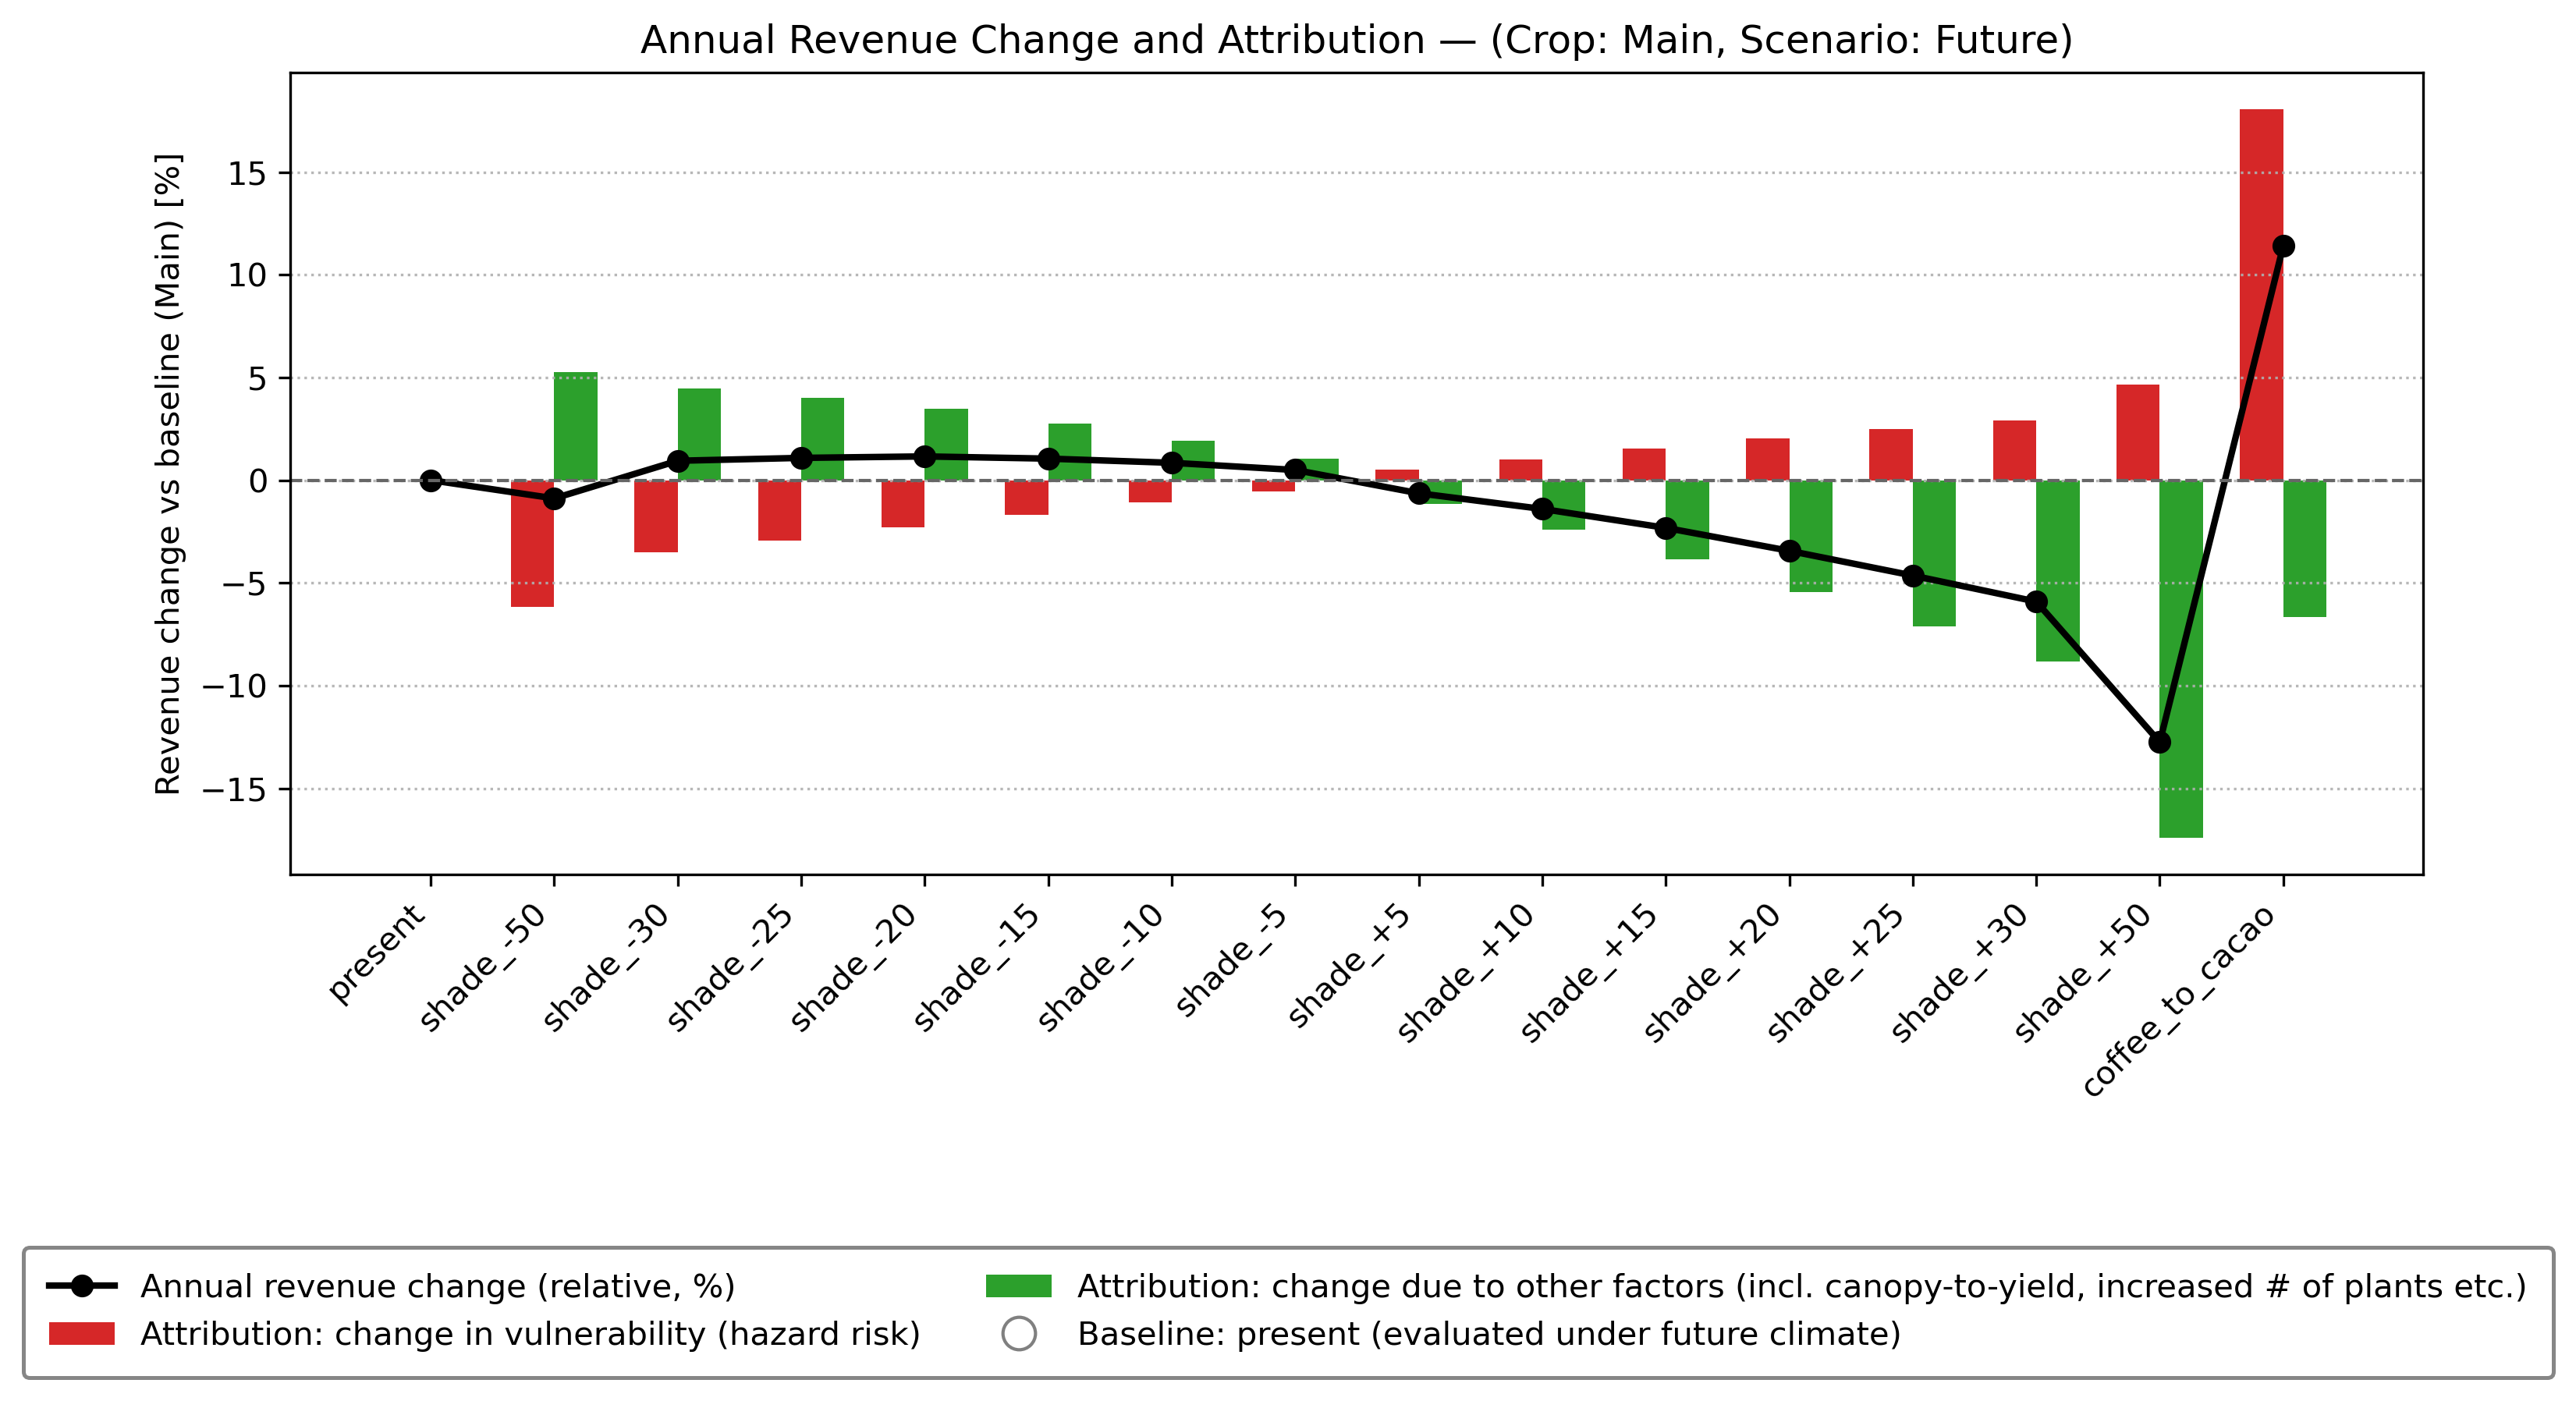 Annual Revenue Change and Attribution — (Crop: Main, Scenario: Future)
Revenue change vs baseline (Main) [%]
15
10
5
0
−5
−10
−15
present
shade_-50
shade_-30
shade_-25
shade_-20
shade_-15
shade_-10
shade_-5
shade_+5
shade_+10
shade_+15
shade_+20
shade_+25
shade_+30
shade_+50
coffee_to_cacao
Annual revenue change (relative, %)
Attribution: change in vulnerability (hazard risk)
Attribution: change due to other factors (incl. canopy-to-yield, increased # of plants etc.)
Baseline: present (evaluated under future climate)